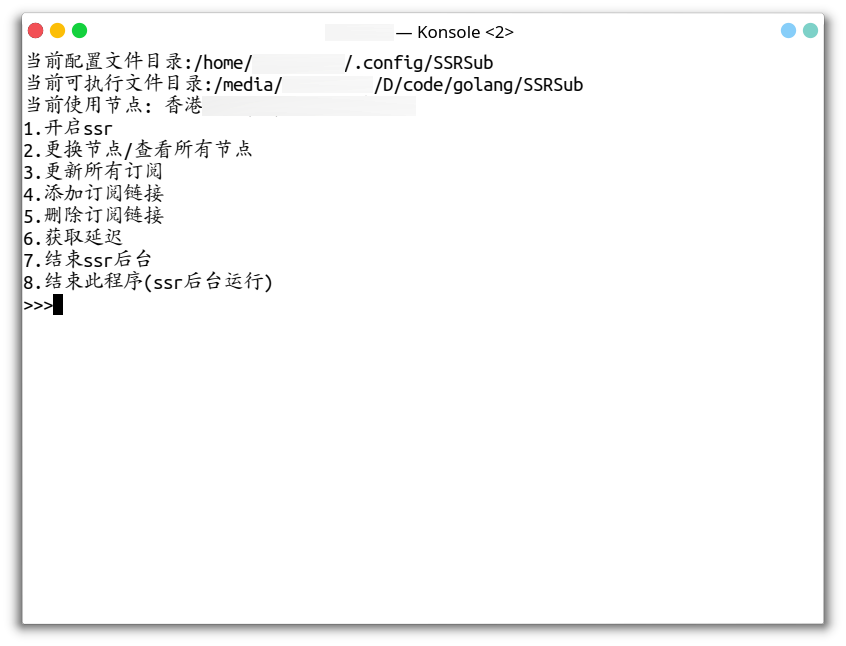 — Konsole <2>
当前配置文件目录:/home/ /.config/SSRSub
当前可执行文件目录:/media/ /D/code/golang/SSRSub
当前使用节点: 香港
1.开启ssr
2.更换节点/查看所有节点
3.更新所有订阅
4.添加订阅链接
5.删除订阅链接
6.获取延迟
7.结束ssr后台
8.结束此程序(ssr后台运行)
>>>